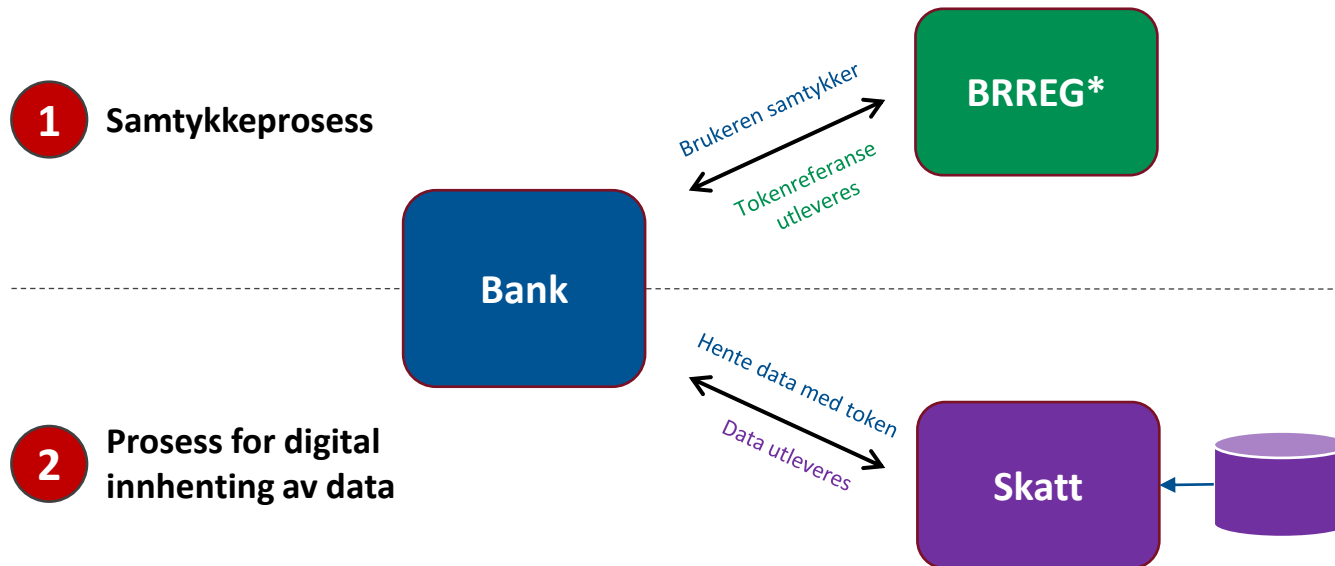 1
Samtykkeprosess
Brukeren samtykker
Tokenreferanse
utleveres
BRREG*
Bank
2
Prosess for digital
innhenting av data
Hente data med token
Data utleveres
Skatt